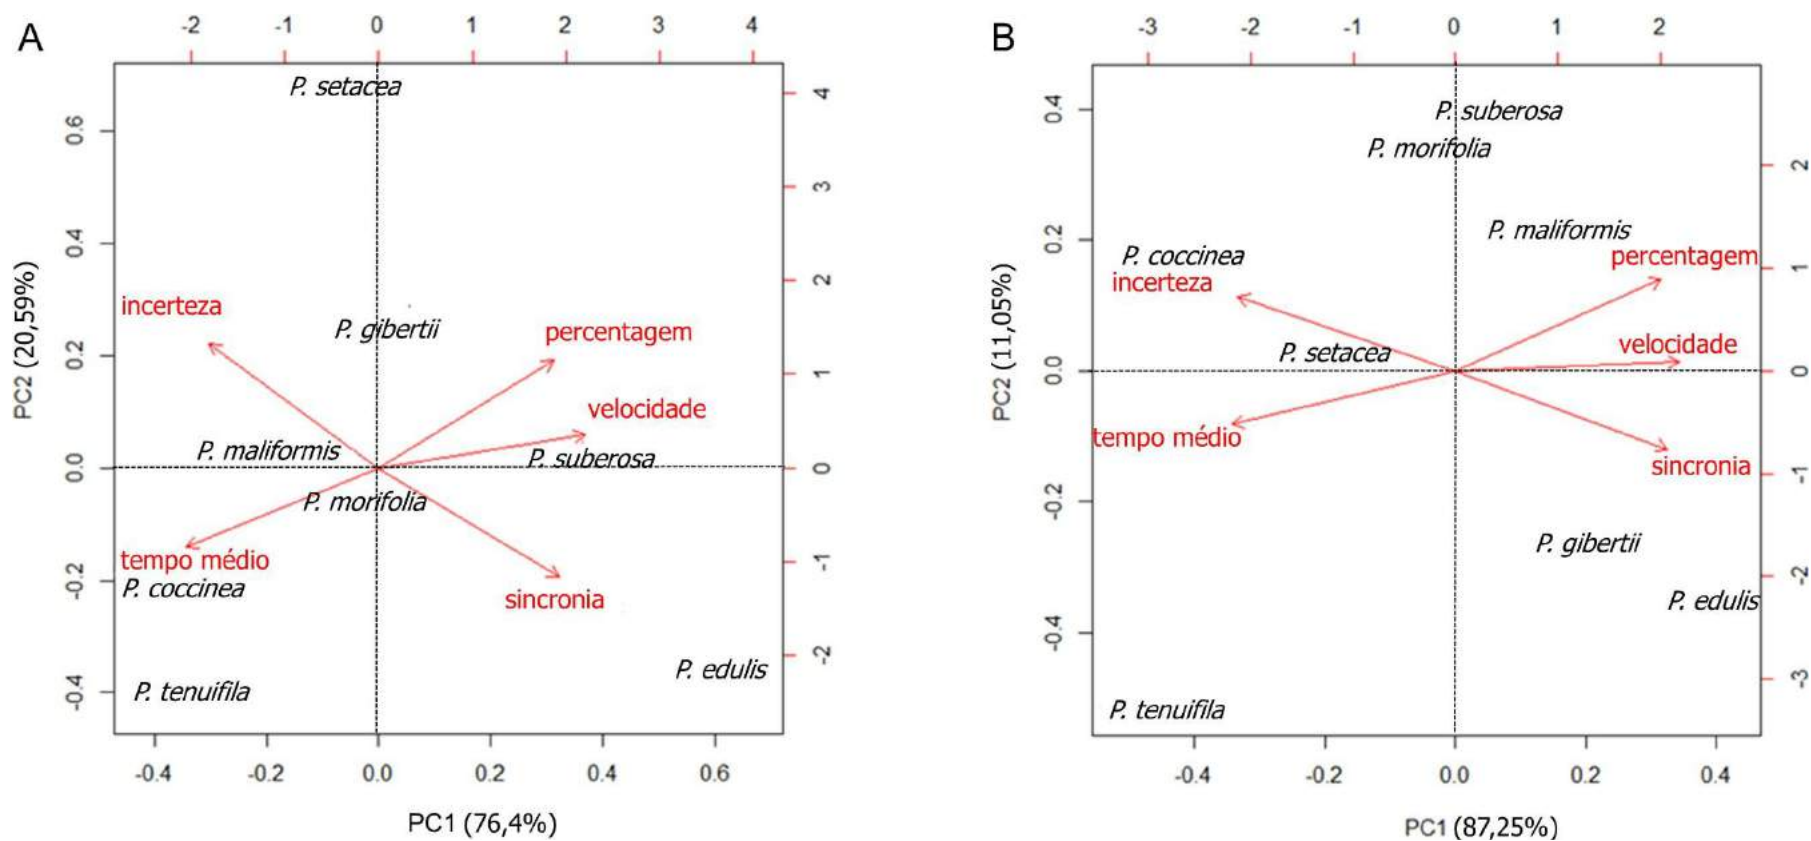 A
-2 -1 0 1 2 3 4
P. setacea
4
0.6
3
0.4
2
incerteza
P. gibertii
percentagem
0.2
1
PC2 (20,59%)
velocidade
P. maliformis
P. suberosa
0.0
0
P. morifolia
tempo médio
-1
P. coccinea
-0.2
sincronia
-2
P. edulis
P. tenuifila
-0.4
-0.4 -0.2 0.0 0.2 0.4 0.6
PC1 (76,4%)
B
-3 -2 -1 0 1 2
P. suberosa
0.4
P. morifolia
2
P. maliformis
0.2
P. coccinea
percentagem
1
incerteza
PC2 (11,05%)
velocidade
P. setacea
0.0
0
tempo médio
sincronia
-1
-0.2
P. gibertii
-2
P. edulis
-0.4
-3
P. tenuifila
-0.4 -0.2 0.0 0.2 0.4
PC1 (87,25%)